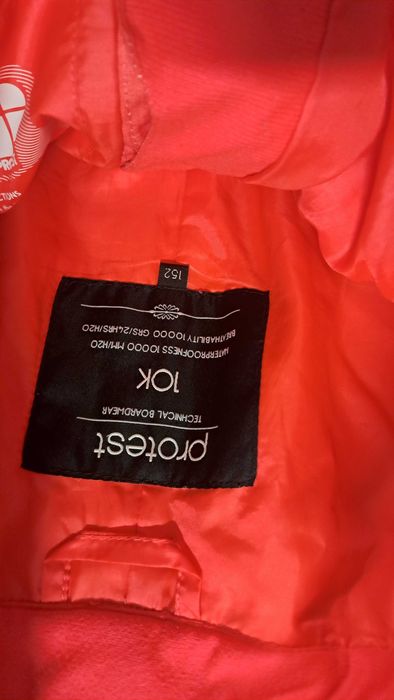 protest
TECHNICAL BOARDWEAR
10K
WATERPROOFNESS 10000 MM/H2O
BREATHABILITY 10000 GRS/24HRS/H2O
152